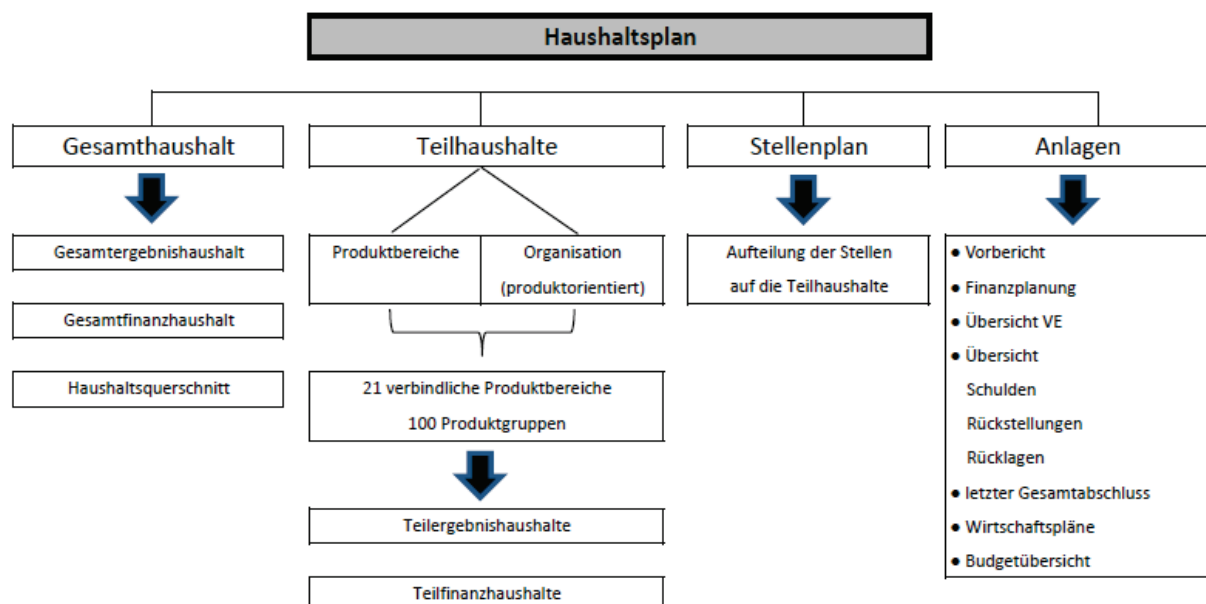 Haushaltsplan
Gesamthaushalt
Gesamtergebnishaushalt
Gesamtfinanzhaushalt
Haushaltsquerschnitt
Teilhaushalte
Produktbereiche
Organisation
(produktorientiert)
21 verbindliche Produktbereiche
100 Produktgruppen
Teilergebnishaushalte
Teilfinanzhaushalte
Stellenplan
Aufteilung der Stellen
auf die Teilhaushalte
Anlagen
● Vorbericht
● Finanzplanung
● Übersicht VE
● Übersicht
Schulden
Rückstellungen
Rücklagen
● letzter Gesamtabschluss
● Wirtschaftspläne
● Budgetübersicht